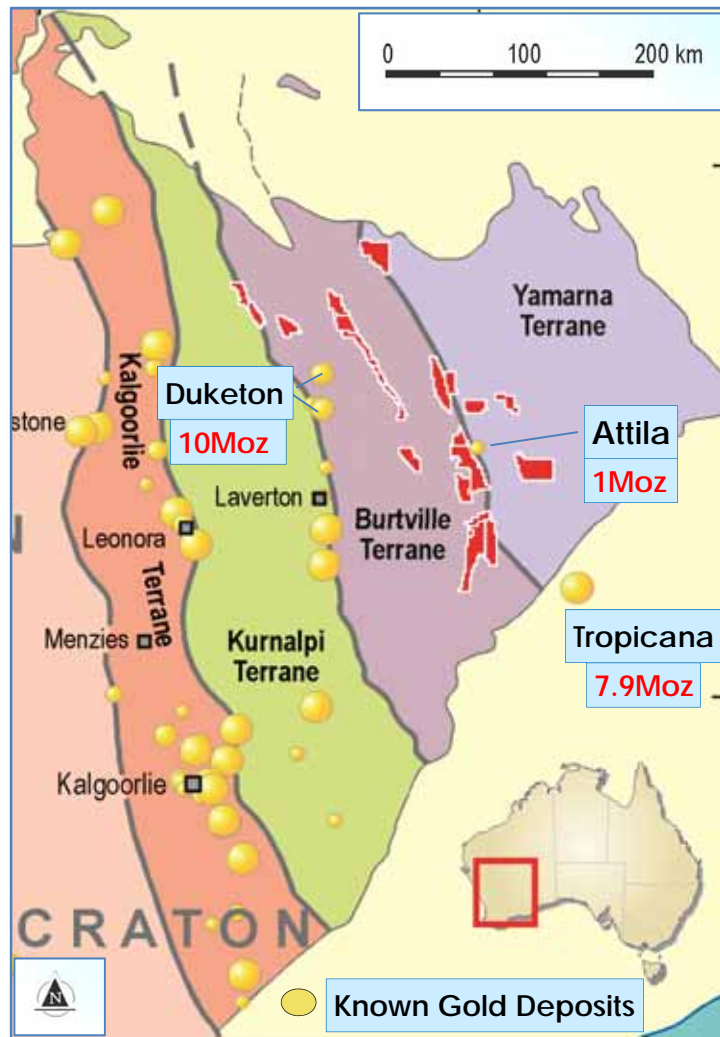 0 100 200 km
Yamarna
Terrane
Kalgoorlie
Terrane
Duketon
10Moz
stone
Attila
1Moz
Laverton
Burtville
Terrane
Leonora
Tropicana
7.9Moz
Menzies
Kurnalpi
Terrane
Kalgoorlie
CRATON
N
Known Gold Deposits